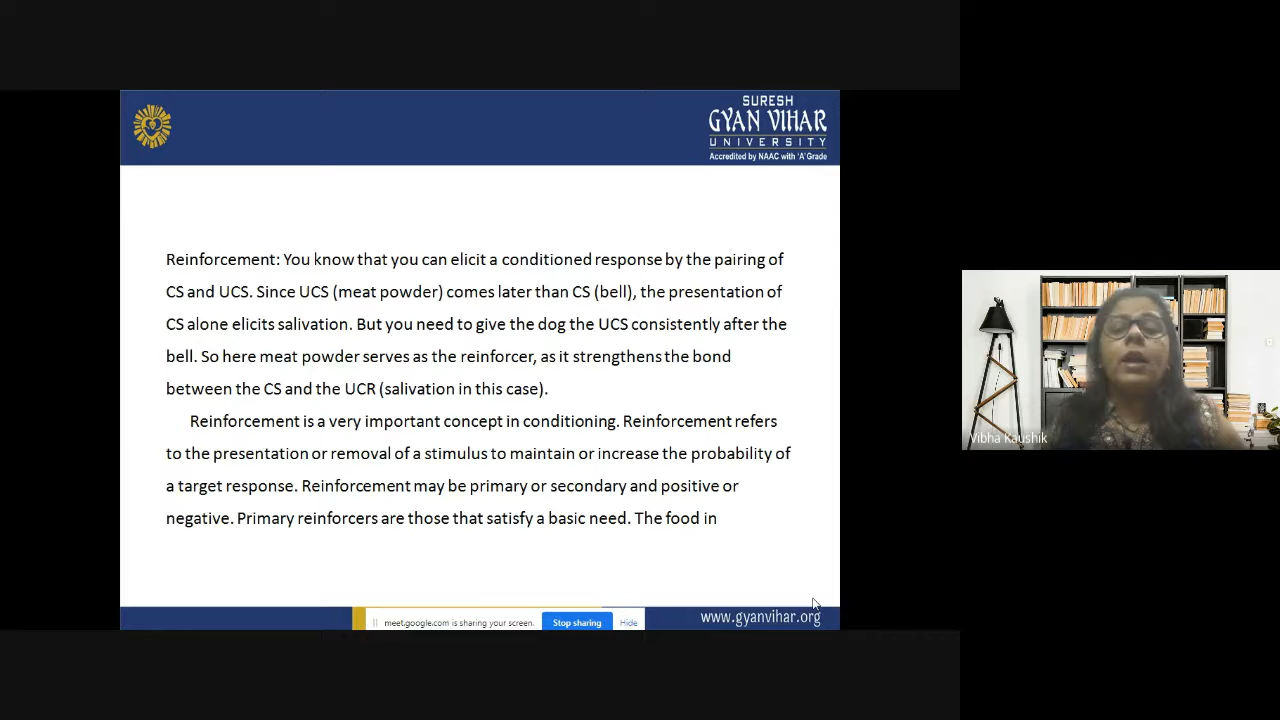 SURESH
GYAN VIHAR
UNIVERSITY
Accredited by NAAC with 'A' Grade
Reinforcement: You know that you can elicit a conditioned response by the pairing of
CS and UCS. Since UCS (meat powder) comes later than CS (bell), the presentation of
CS alone elicits salivation. But you need to give the dog the UCS consistently after the
bell. So here meat powder serves as the reinforcer, as it strengthens the bond
between the CS and the UCR (salivation in this case).
Reinforcement is a very important concept in conditioning. Reinforcement refers
to the presentation or removal of a stimulus to maintain or increase the probability of
a target response. Reinforcement may be primary or secondary and positive or
negative. Primary reinforcers are those that satisfy a basic need. The food in
meet.google.com is sharing your screen. Stop sharing Hide
www.gyanvihar.org
Vibha Kaushik